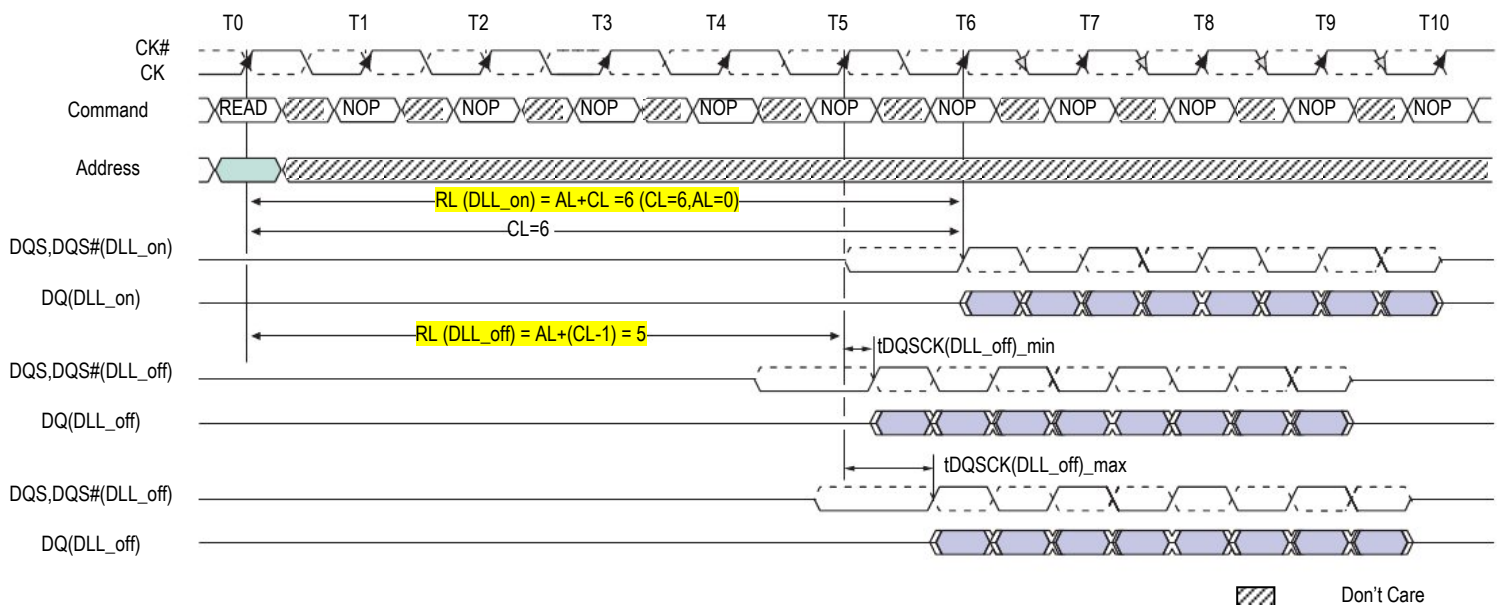 T0 T1 T2 T3 T4 T5 T6 T7 T8 T9 T10
CK#
CK
Command READ NOP NOP NOP NOP NOP NOP NOP NOP NOP NOP
Address
RL (DLL_on) = AL+CL =6 (CL=6,AL=0)
CL=6
DQS,DQS#(DLL_on)
DQ(DLL_on)
RL (DLL_off) = AL+(CL-1) = 5
tDQSCK(DLL_off)_min
DQS,DQS#(DLL_off)
DQ(DLL_off)
tDQSCK(DLL_off)_max
DQS,DQS#(DLL_off)
DQ(DLL_off)
Don't Care